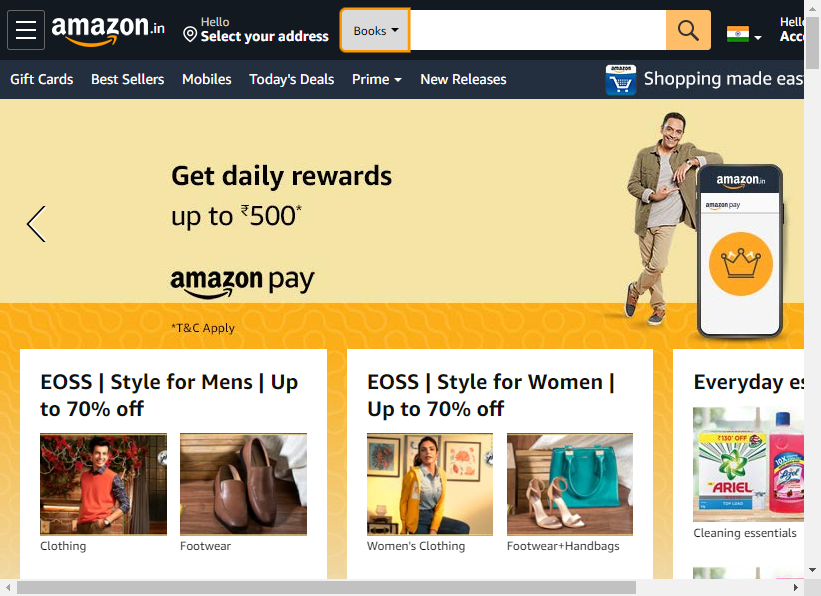 amazon.in
Hello
Select your address
Books
Hello
Acc
Gift Cards
Best Sellers
Mobiles
Today's Deals
Prime
New Releases
amazon
Shopping made eas
Get daily rewards
up to ₹500*
amazon pay
*T&C Apply
amazon.in
amazon pay
EOSS | Style for Mens | Up
to 70% off
Clothing
Footwear
EOSS | Style for Women |
Up to 70% off
Women's Clothing
Footwear+Handbags
Everyday es
₹130* OFF
ARIEL
TOP LOAD
10X
Lizol
Cleaning essentials